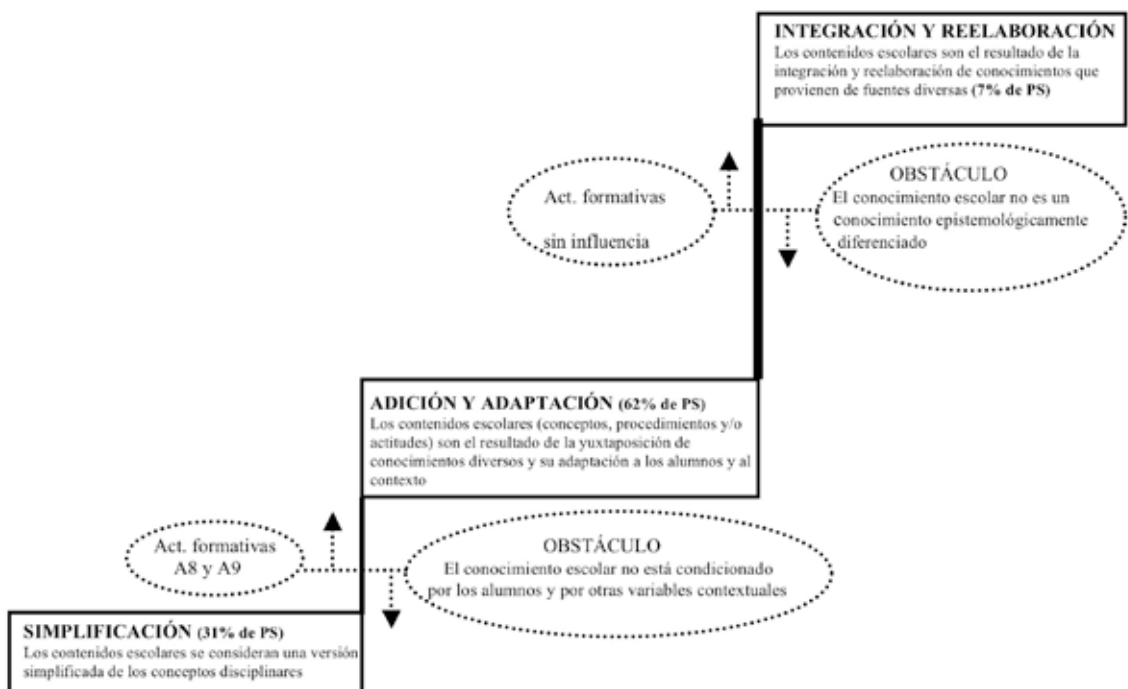 INTEGRACIÓN Y REELABORACIÓN
Los contenidos escolares son el resultado de la
integración y reelaboración de conocimientos que
provienen de fuentes diversas (7% de PS)
Act. formativas
sin influencia
OBSTÁCULO
El conocimiento escolar no es un
conocimiento epistemológicamente
diferenciado
ADICIÓN Y ADAPTACIÓN (62% de PS)
Los contenidos escolares (conceptos, procedimientos y/o
actitudes) son el resultado de la yuxtaposición de
conocimientos diversos y su adaptación a los alumnos y al
contexto
Act. formativas
A8 y A9
OBSTÁCULO
El conocimiento escolar no está condicionado
por los alumnos y por otras variables contextuales
SIMPLIFICACIÓN (31% de PS)
Los contenidos escolares se consideran una versión
simplificada de los conceptos disciplinares